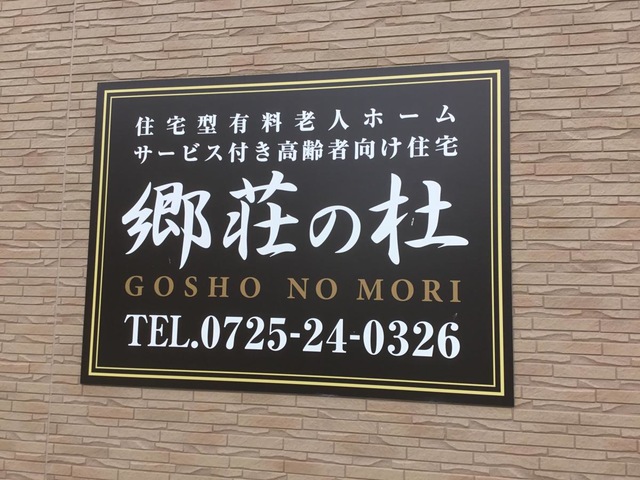 住宅型有料老人ホーム
サービス付き高齢者向け住宅
郷荘の杜
GOSHO NO MORI
TEL.0725-24-0326